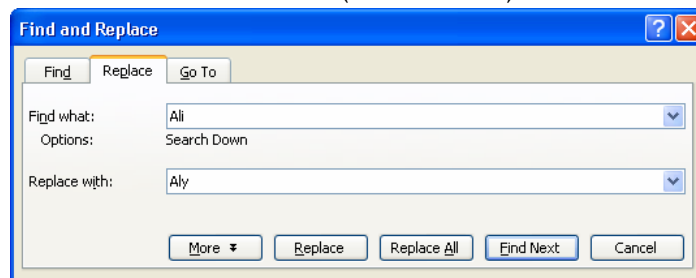 Find and Replace
Find Replace Go To
Find what: Ali
Options: Search Down
Replace with: Aly
More Replace Replace All Find Next Cancel